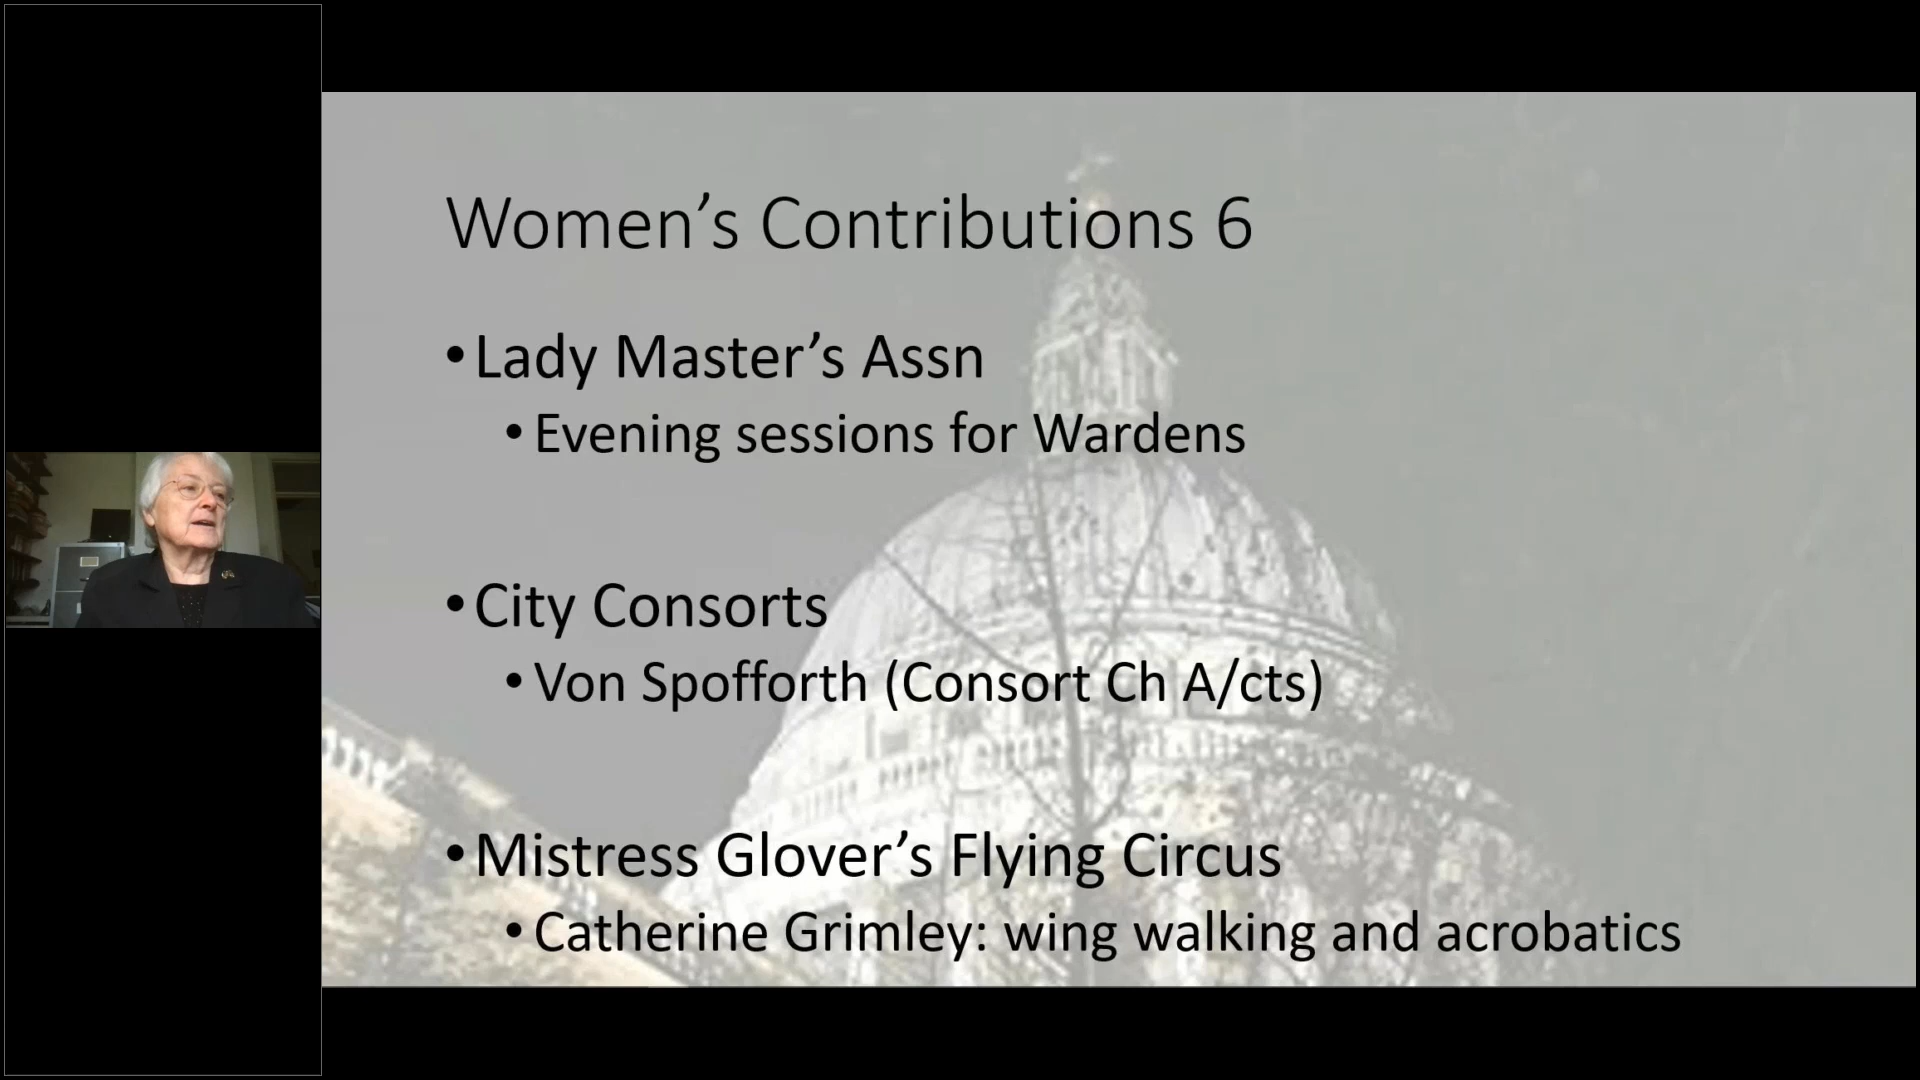 Women’s Contributions 6
•Lady Master’s Assn
•Evening sessions for Wardens
•City Consorts
•Von Spofforth (Consort Ch A/cts)
•Mistress Glover’s Flying Circus
•Catherine Grimley: wing walking and acrobatics